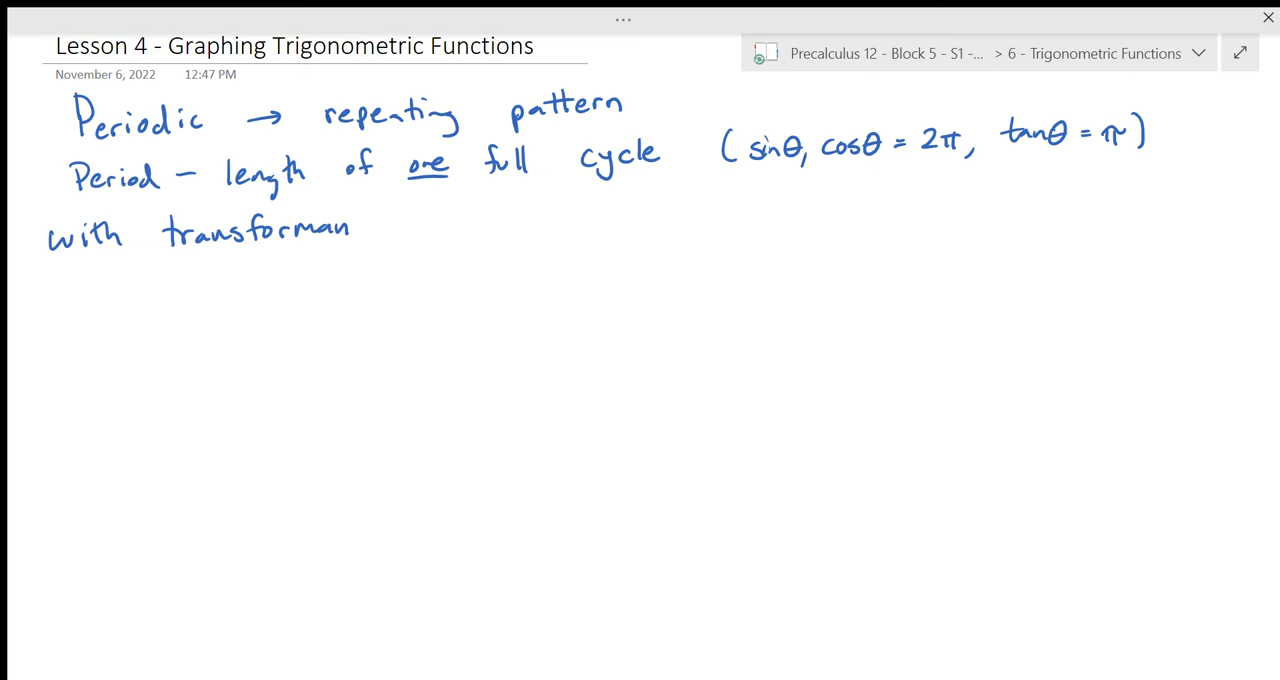 Lesson 4 - Graphing Trigonometric Functions
Precalculus 12 - Block 5 - S1 -... > 6 - Trigonometric Functions
November 6, 2022 12:47 PM
Periodic → repeating pattern
Period - length of one full cycle (sinθ, cosθ = 2π, tanθ = π)
with transforman